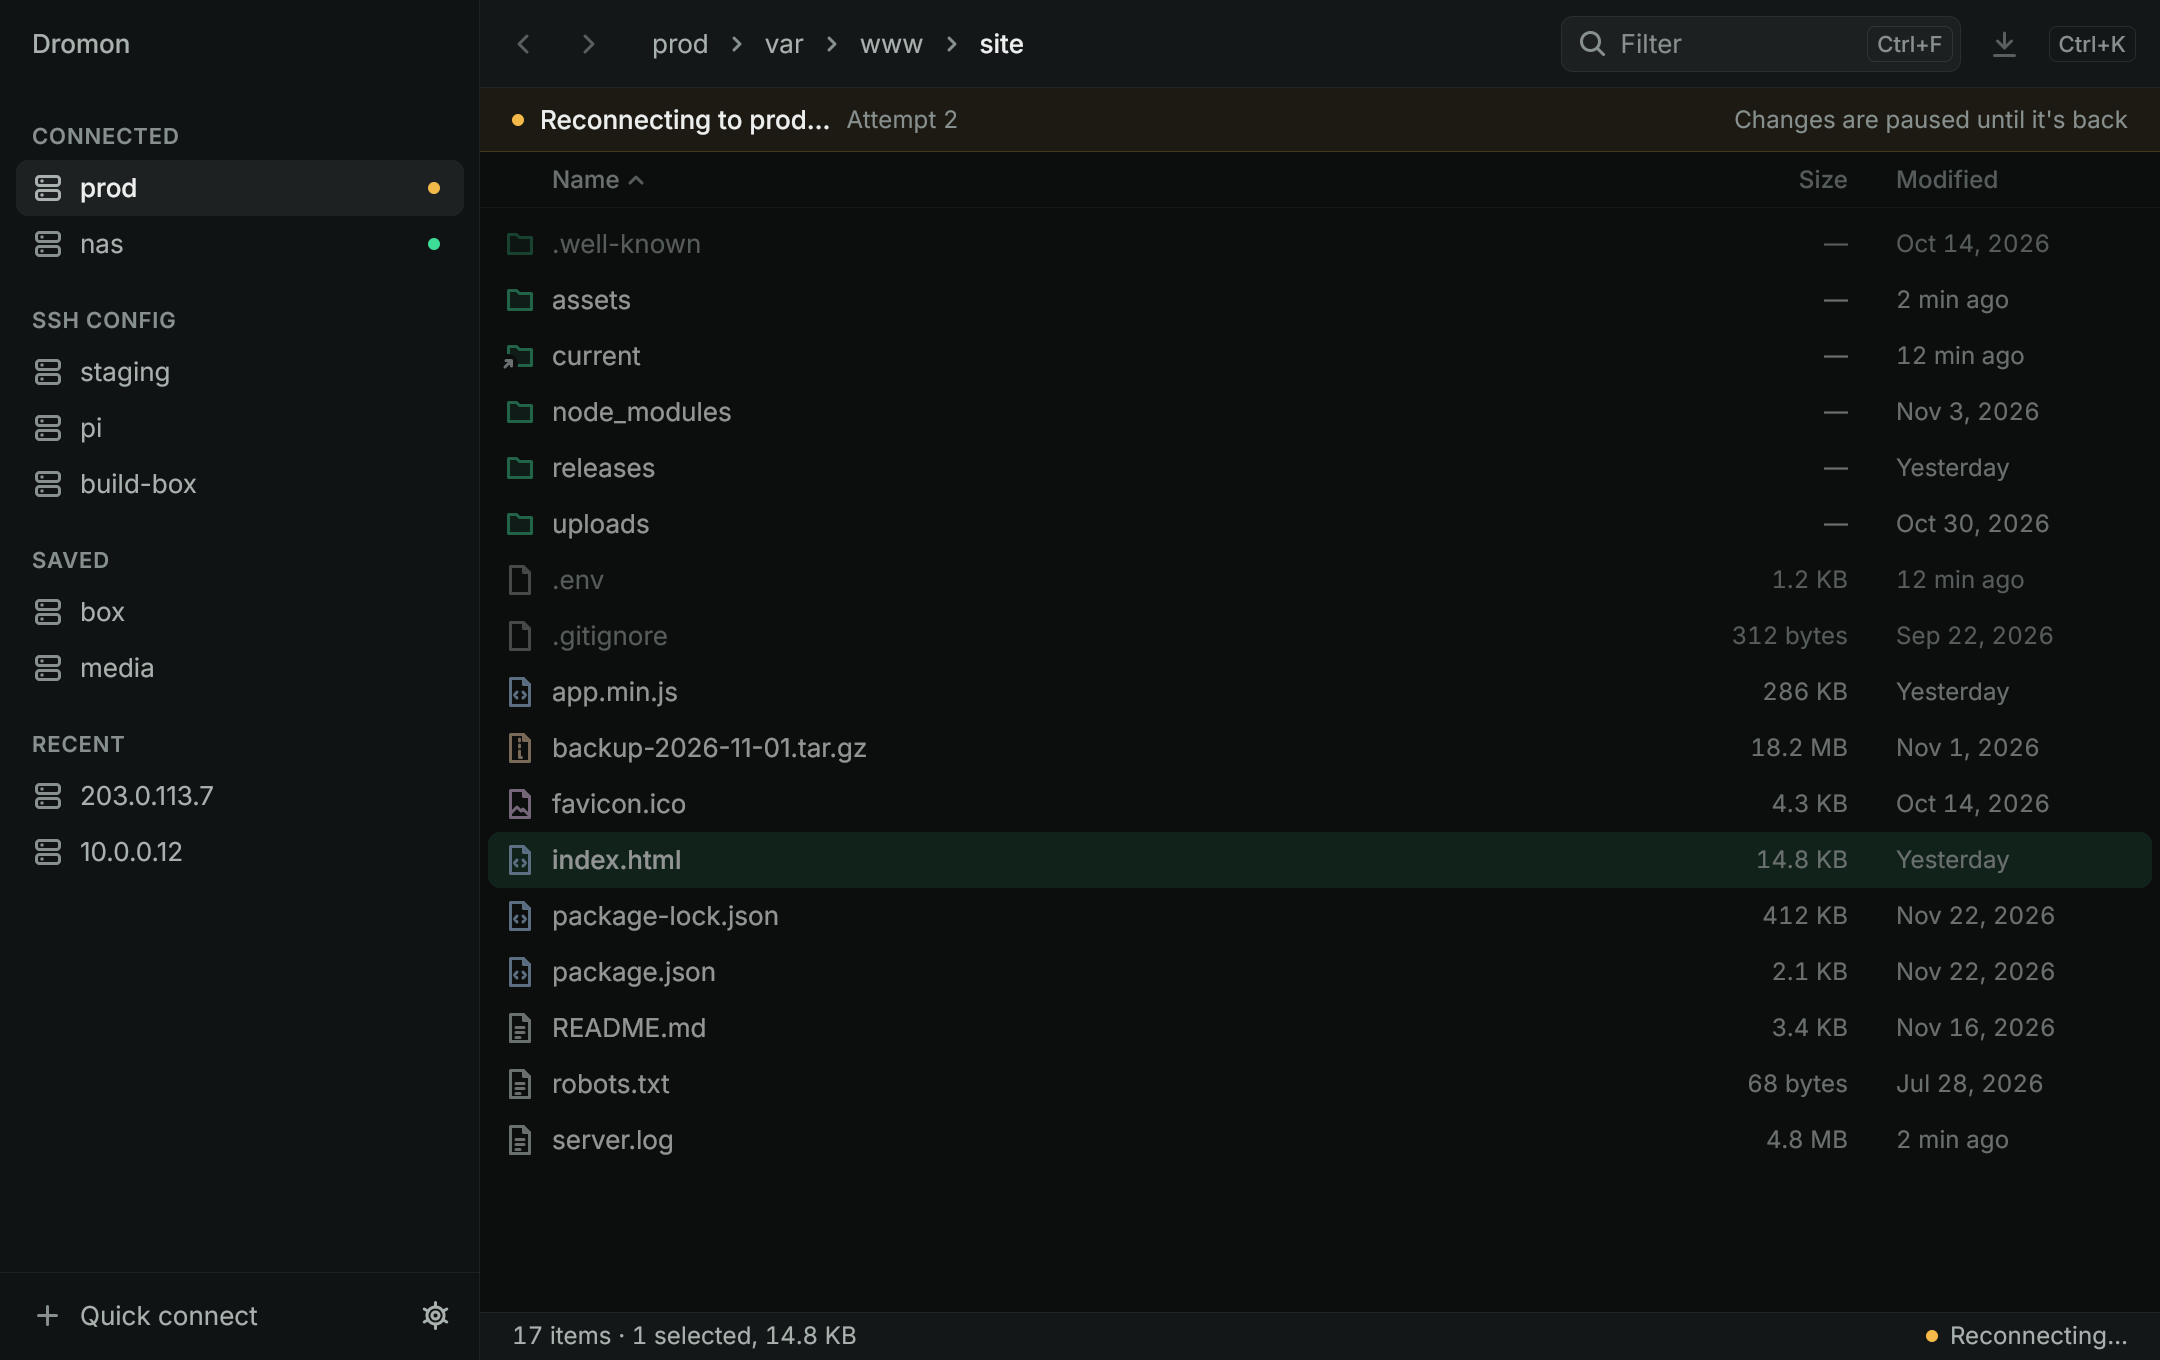 Dromon
CONNECTED
prod
nas
SSH CONFIG
staging
pi
build-box
SAVED
box
media
RECENT
203.0.113.7
10.0.0.12
Quick connect
prod > var > www > site
Filter Ctrl+F
Ctrl+K
Reconnecting to prod... Attempt 2 Changes are paused until it's back
Name Size Modified
.well-known — Oct 14, 2026
assets — 2 min ago
current — 12 min ago
node_modules — Nov 3, 2026
releases — Yesterday
uploads — Oct 30, 2026
.env 1.2 KB 12 min ago
.gitignore 312 bytes Sep 22, 2026
app.min.js 286 KB Yesterday
backup-2026-11-01.tar.gz 18.2 MB Nov 1, 2026
favicon.ico 4.3 KB Oct 14, 2026
index.html 14.8 KB Yesterday
package-lock.json 412 KB Nov 22, 2026
package.json 2.1 KB Nov 22, 2026
README.md 3.4 KB Nov 16, 2026
robots.txt 68 bytes Jul 28, 2026
server.log 4.8 MB 2 min ago
17 items · 1 selected, 14.8 KB Reconnecting...